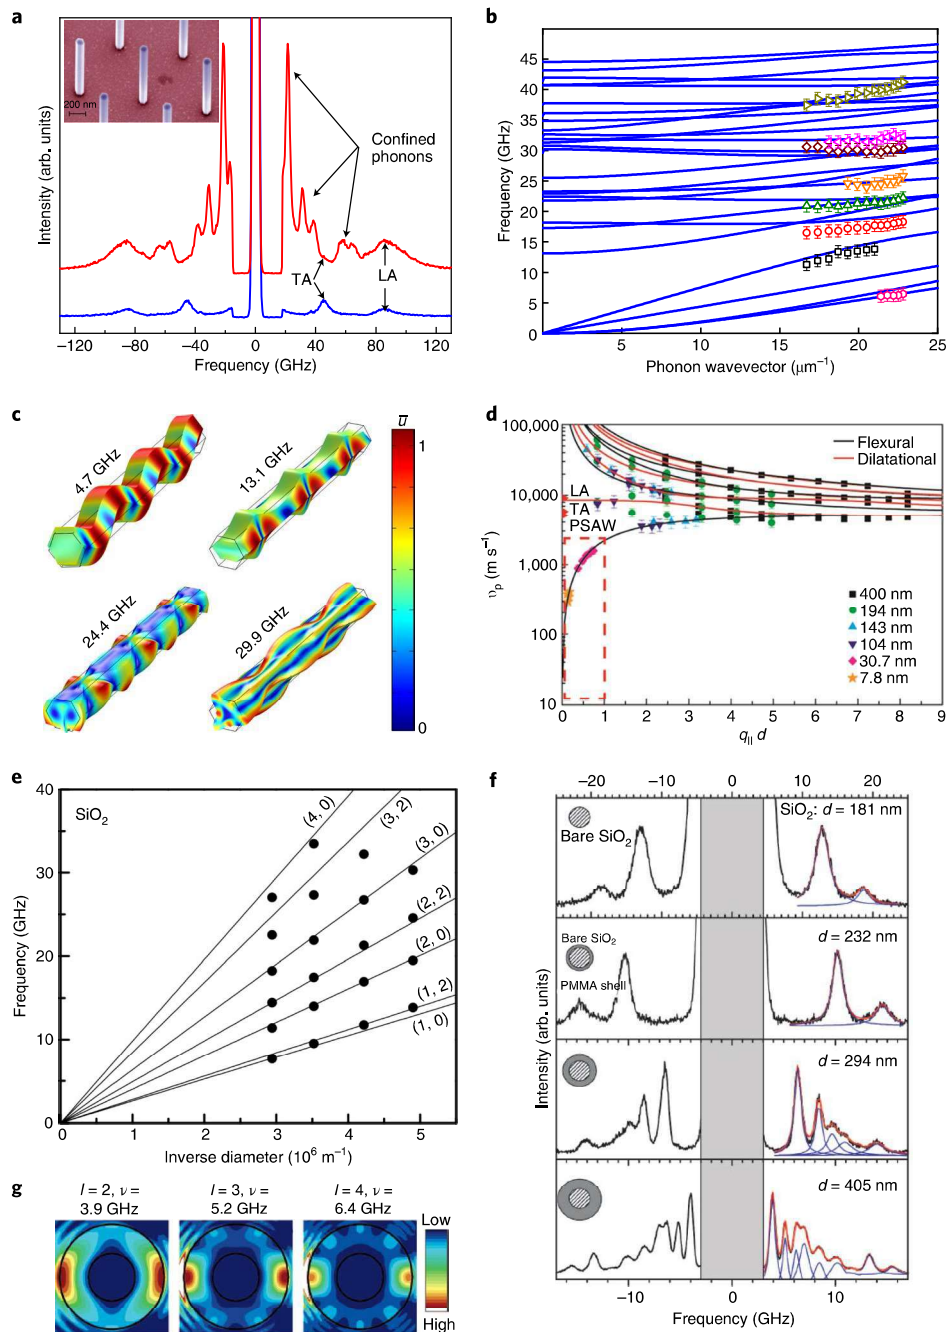 a
200 nm
Intensity (arb. units)
Confined
phonons
TA
LA
−120 −80 −40 0 40 80 120
Frequency (GHz)
b
Frequency (GHz)
45
40
35
30
25
20
15
10
5
0
5 10 15 20 25
Phonon wavevector (μm−1)
c
4.7 GHz
13.1 GHz
24.4 GHz
29.9 GHz
u
1
0
d
100,000
10,000
1,000
100
10
υp (m s−1)
Flexural
Dilatational
LA
TA
PSAW
400 nm
194 nm
143 nm
104 nm
30.7 nm
7.8 nm
0 1 2 3 4 5 6 7 8 9
q|| d
e
SiO2
Frequency (GHz)
40
30
20
10
0
(4, 0)
(3, 2)
(3, 0)
(2, 2)
(2, 0)
(1, 2)
(1, 0)
0 1 2 3 4 5
Inverse diameter (10⁶ m−1)
f
−20 −10 0 10 20
SiO2: d = 181 nm
Bare SiO2
d = 232 nm
Bare SiO2
PMMA shell
d = 294 nm
d = 405 nm
Intensity (arb. units)
−10 0 10
Frequency (GHz)
g
l = 2, ν =
3.9 GHz
l = 3, ν =
5.2 GHz
l = 4, ν =
6.4 GHz
Low
High